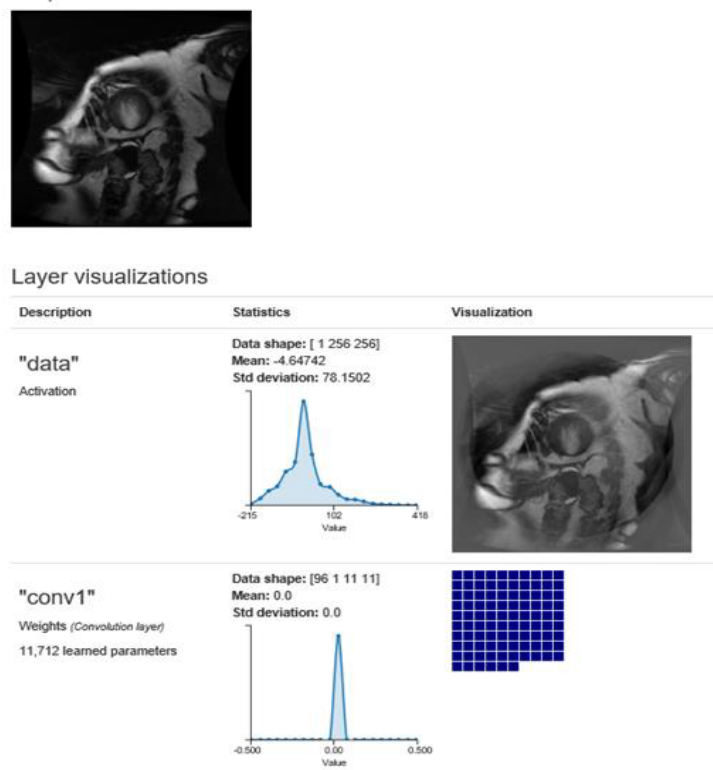 Layer visualizations
Description Statistics Visualization
"data"
Activation
Data shape: [ 1 256 256]
Mean: -4.64742
Std deviation: 78.1502
-215 102 418
Value
"conv1"
Weights (Convolution layer)
11,712 learned parameters
Data shape: [96 1 11 11]
Mean: 0.0
Std deviation: 0.0
-0.500 0.00 0.500
Value